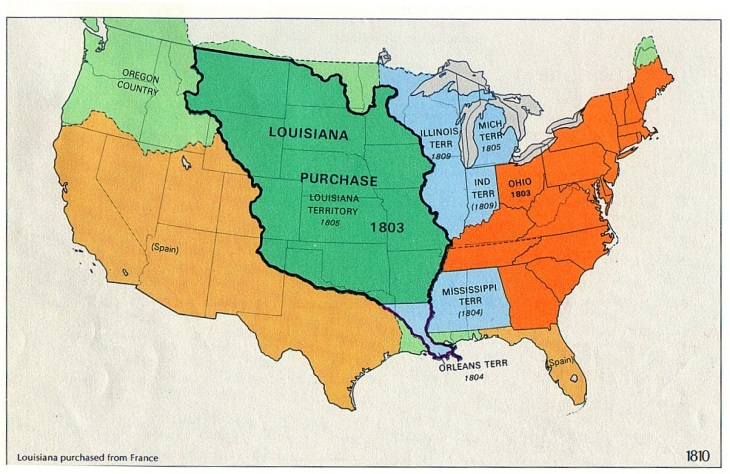 OREGON
COUNTRY
LOUISIANA
PURCHASE
LOUISIANA
TERRITORY
1805
1803
ILLINOIS
TERR
1809
MICH
TERR
1805
IND
TERR
(1809)
OHIO
1803
(Spain)
MISSISSIPPI
TERR
(1804)
(Spain)
ORLEANS TERR
1804
Louisiana purchased from France
1810